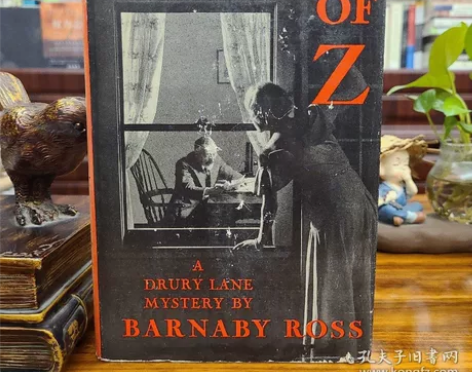 OF
Z
A
DRURY LANE
MYSTERY BY
BARNABY ROSS
孔夫子旧书网